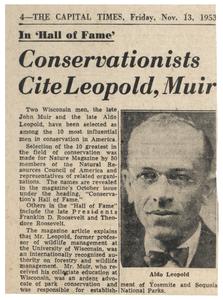 4—THE CAPITAL TIMES, Friday, Nov. 13, 1953
In 'Hall of Fame'
Conservationists
Cite Leopold, Muir
Two Wisconsin men, the late
John Muir and the late Aldo
Leopold, have been selected as
among the 10 most influential
men in conservation in America.
Selection of the 10 greatest in
the field of conservation was
made for Nature Magazine by 80
members of the Natural Re-
sources Council of America and
representatives of related organi-
zations. The names are revealed
in the magazine's October issue
under the heading "Conserva-
tion's Hall of Fame."
Others in the "Hall of Fame"
include the late Presidents
Franklin D. Roosevelt and Theo-
dore Roosevelt.
The magazine article explains
that Mr. Leopold, former profes-
sor of wildlife management at the
University of Wisconsin, was an
internationally recognized au-
thority on forestry and wildlife
management. Mr. Muir, who re-
ceived his collegiate education at
Wisconsin, was an ardent advo-
cate of park conservation and
was responsible for establish-
Aldo Leopold
ment of Yosemite and Sequoia
National Parks.